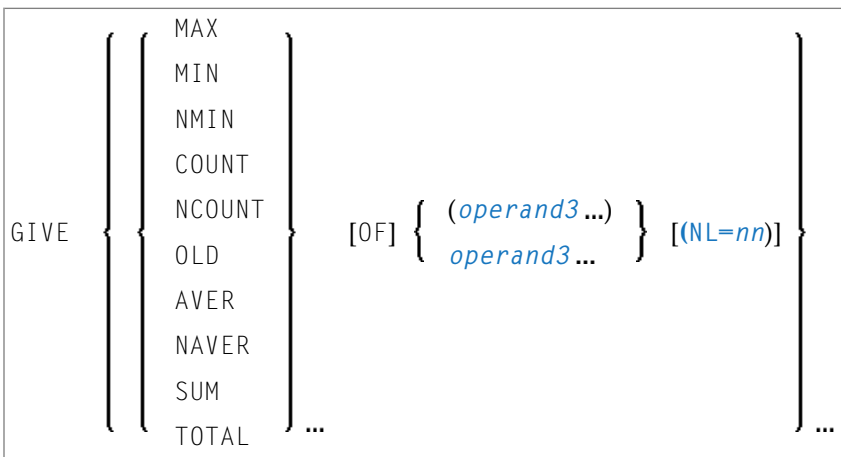 MAX
MIN
NMIN
COUNT
NCOUNT
GIVE [OF] (operand3 ...) [(NL=nn)]
operand3 ...
OLD
AVER
NAVER
SUM
TOTAL ... ...